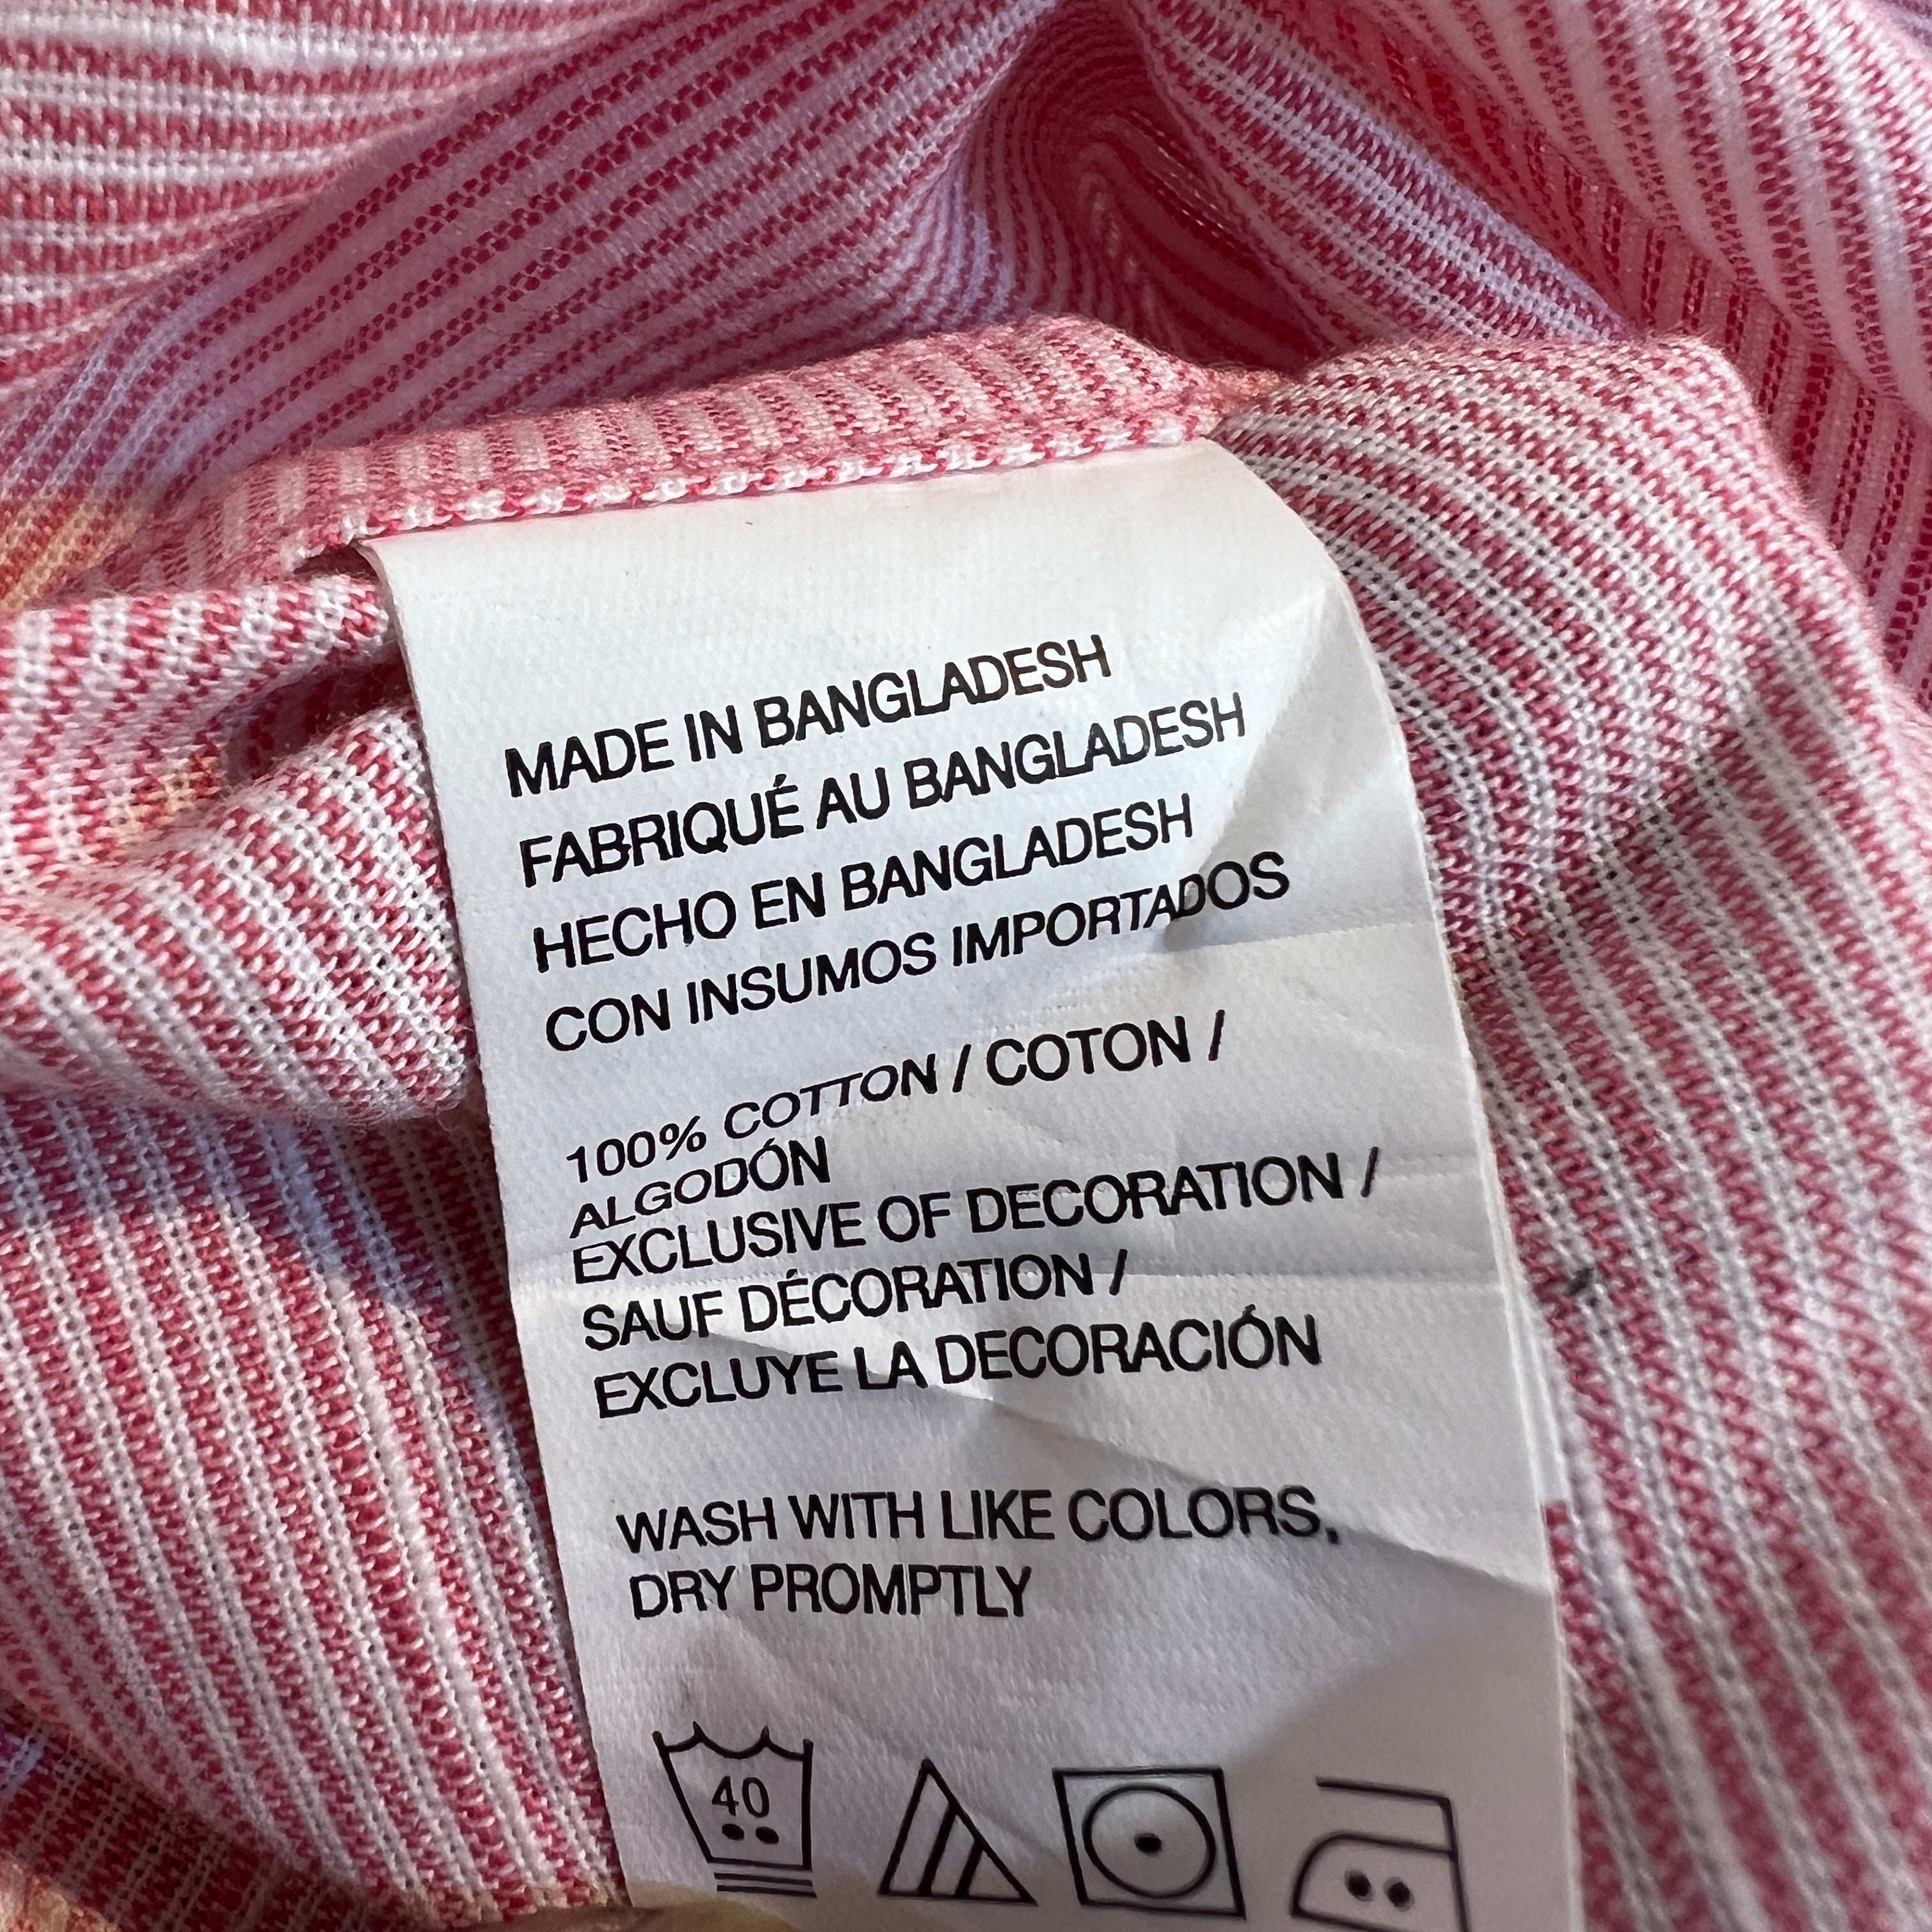 MADE IN BANGLADESH
FABRIQUÉ AU BANGLADESH
HECHO EN BANGLADESH
CON INSUMOS IMPORTADOS
100% COTTON / COTON /
ALGODÓN
EXCLUSIVE OF DECORATION /
SAUF DÉCORATION /
EXCLUYE LA DECORACIÓN
WASH WITH LIKE COLORS,
DRY PROMPTLY
40